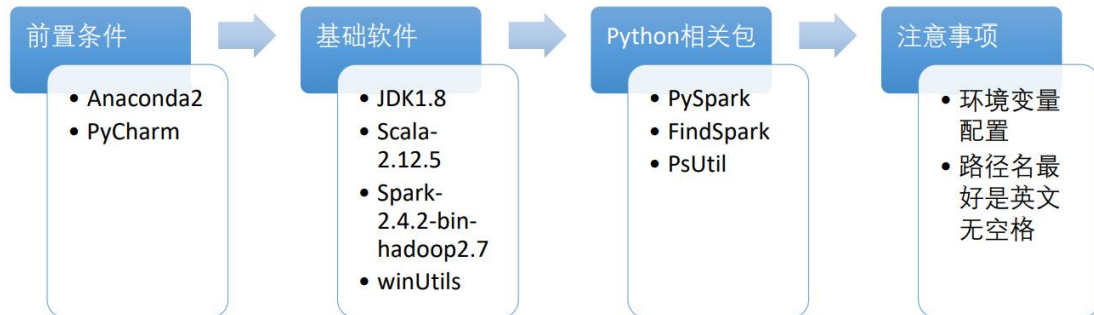 前置条件
• Anaconda2
• PyCharm
基础软件
• JDK1.8
• Scala-
2.12.5
• Spark-
2.4.2-bin-
hadoop2.7
• winUtils
Python相关包
• PySpark
• FindSpark
• PsUtil
注意事项
• 环境变量
配置
• 路径名最
好是英文
无空格